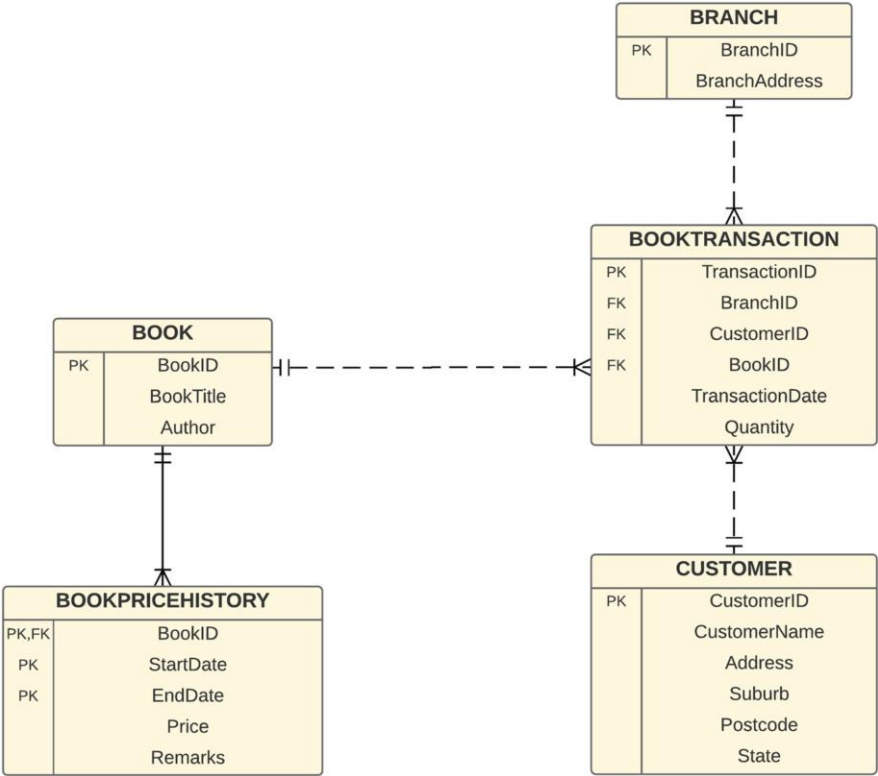 BRANCH
PK BranchID
BranchAddress
BOOKTRANSACTION
PK TransactionID
FK BranchID
FK CustomerID
FK BookID
TransactionDate
Quantity
BOOK
PK BookID
BookTitle
Author
BOOKPRICEHISTORY
PK,FK BookID
PK StartDate
PK EndDate
Price
Remarks
CUSTOMER
PK CustomerID
CustomerName
Address
Suburb
Postcode
State